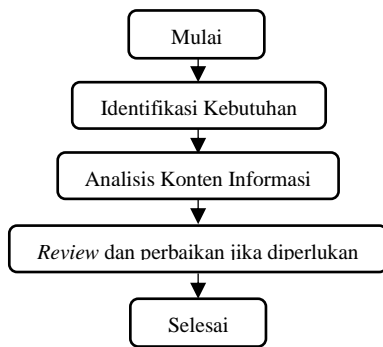 Mulai
Identifikasi Kebutuhan
Analisis Konten Informasi
Review dan perbaikan jika diperlukan
Selesai